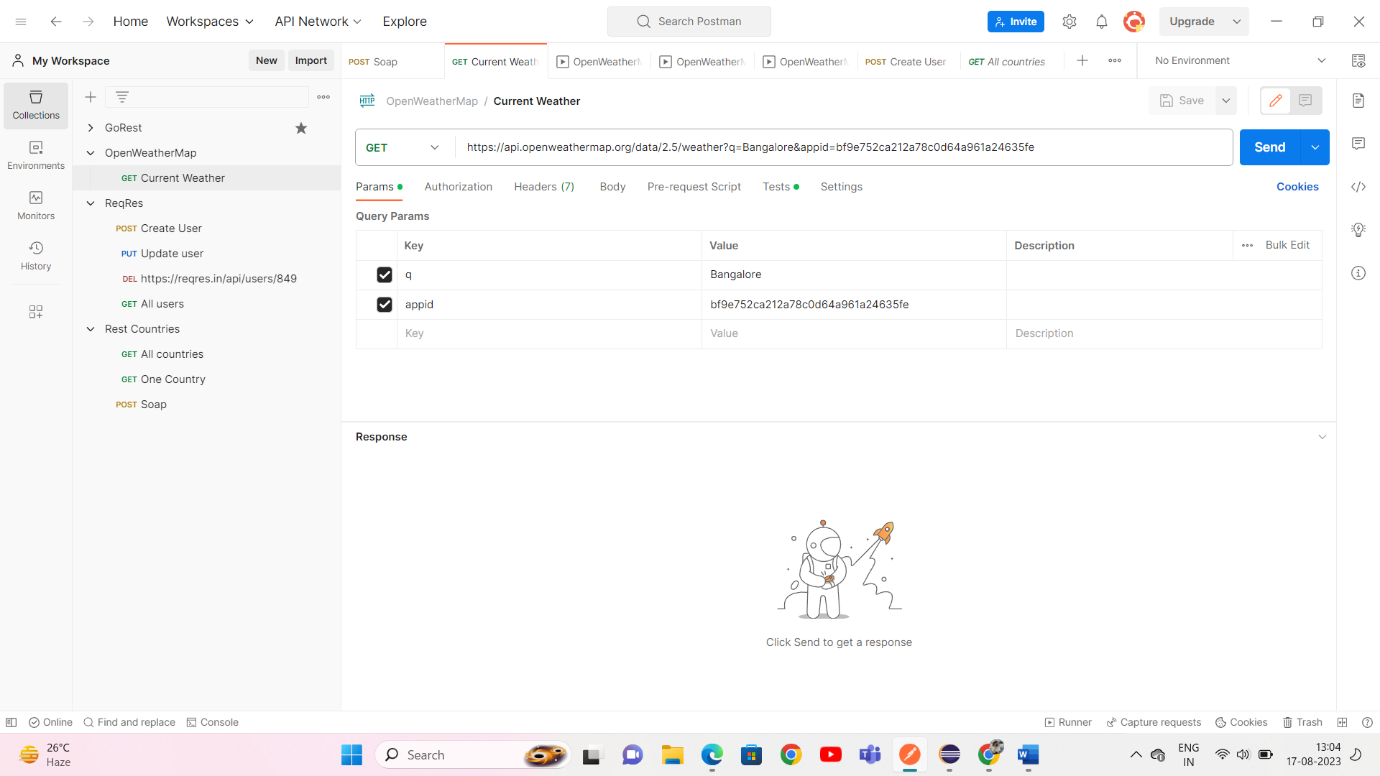 Home Workspaces API Network Explore Search Postman Invite Upgrade
My Workspace New Import POST Soap GET Current Weath OpenWeatherM OpenWeatherM OpenWeatherM POST Create User GET All countries No Environment
Collections
Environments
Monitors
History
GoRest
OpenWeatherMap
GET Current Weather
ReqRes
POST Create User
PUT Update user
DEL https://reqres.in/api/users/849
GET All users
Rest Countries
GET All countries
GET One Country
POST Soap
HTTP OpenWeatherMap / Current Weather Save
GET https://api.openweathermap.org/data/2.5/weather?q=Bangalore&appid=bf9e752ca212a78c0d64a961a24635fe Send
Params Authorization Headers (7) Body Pre-request Script Tests Settings Cookies
Query Params
Key Value Description Bulk Edit
q Bangalore
appid bf9e752ca212a78c0d64a961a24635fe
Key Value Description
Response
Click Send to get a response
Online Find and replace Console Runner Capture requests Cookies Trash
26°C
Haze
Search
ENG
IN
13:04
17-08-2023